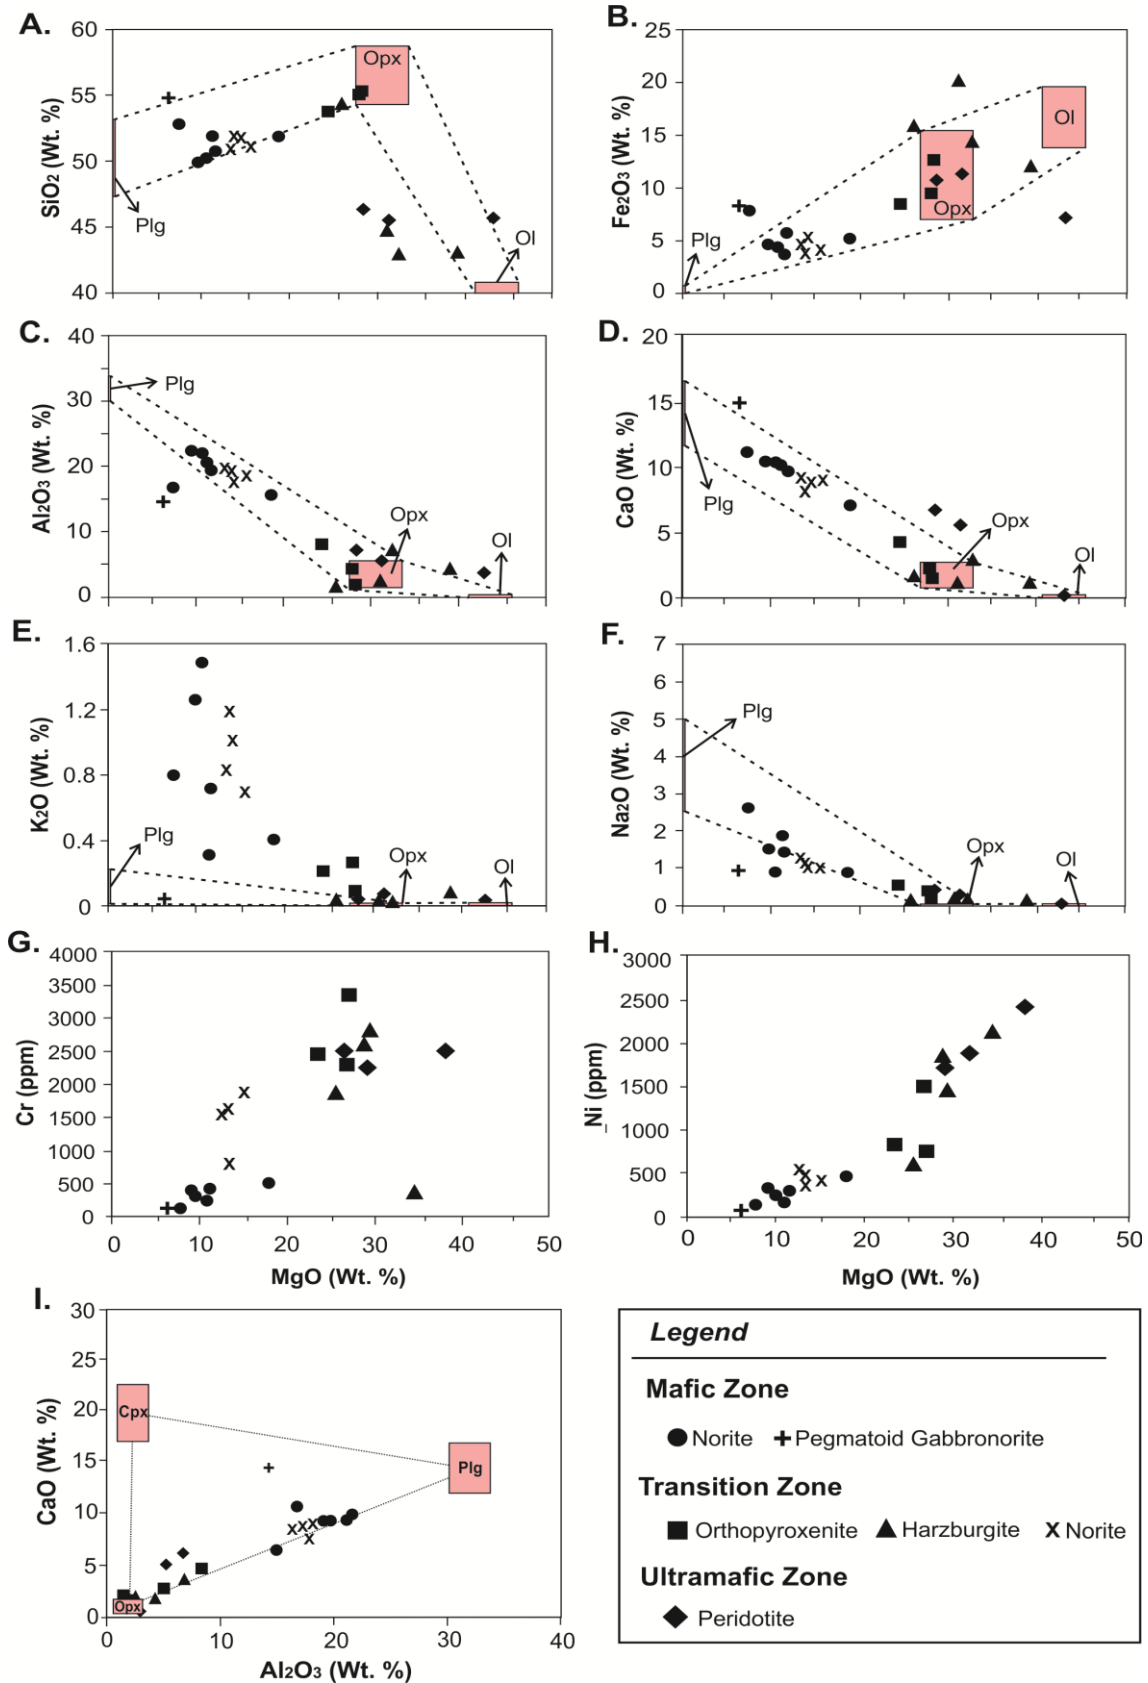 A.
SiO2 (Wt. %)
60
55
50
45
40
Opx
Plg
Ol
B.
Fe2O3 (Wt. %)
25
20
15
10
5
0
Plg
Opx
Ol
C.
Al2O3 (Wt. %)
40
30
20
10
0
Plg
Opx
Ol
D.
CaO (Wt. %)
20
15
10
5
0
Plg
Opx
Ol
E.
K2O (Wt. %)
1.6
1.2
0.8
0.4
0
Plg
Opx
Ol
F.
Na2O (Wt. %)
7
6
5
4
3
2
1
0
Plg
Opx
Ol
G.
Cr (ppm)
4000
3500
3000
2500
2000
1500
1000
500
0
0 10 20 30 40 50
MgO (Wt. %)
H.
_Ni (ppm)
3000
2500
2000
1500
1000
500
0
0 10 20 30 40 50
MgO (Wt. %)
I.
CaO (Wt. %)
30
25
20
15
10
5
0
Cpx
Plg
Opx
0 10 20 30 40
Al2O3 (Wt. %)
Legend
Mafic Zone
Norite Pegmatoid Gabbronorite
Transition Zone
Orthopyroxenite Harzburgite Norite
Ultramafic Zone
Peridotite